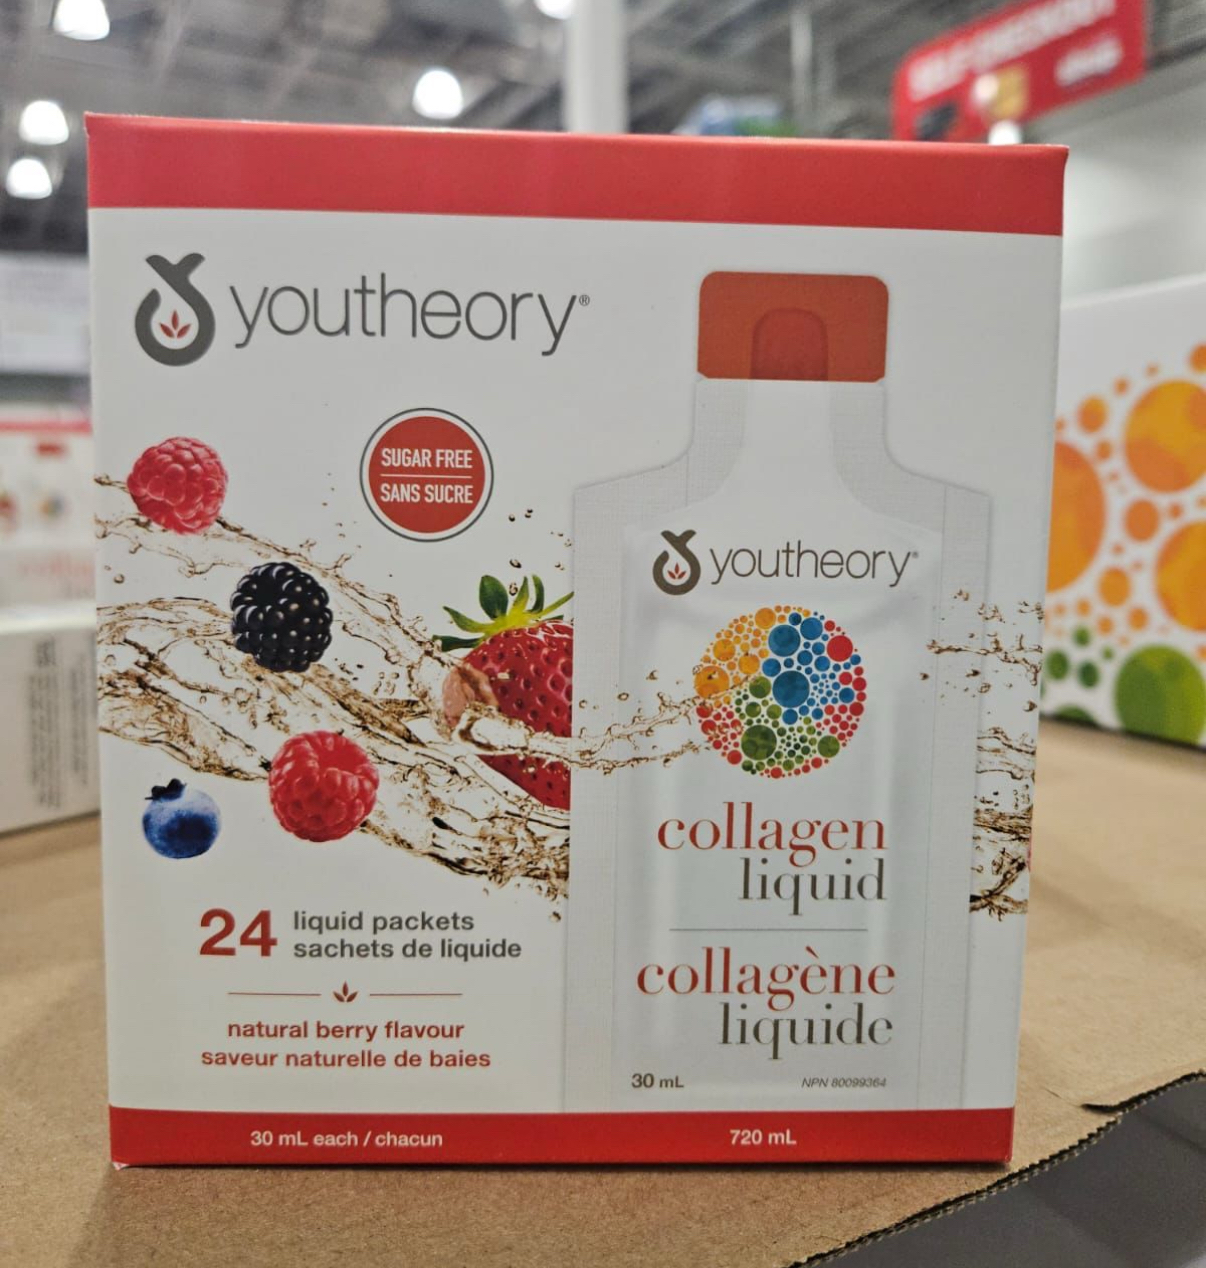 youtheory®
SUGAR FREE
SANS SUCRE
youtheory®
collagen
liquid
collagène
liquide
30 mL
NPN 80099364
24
liquid packets
sachets de liquide
natural berry flavour
saveur naturelle de baies
30 mL each / chacun
720 mL